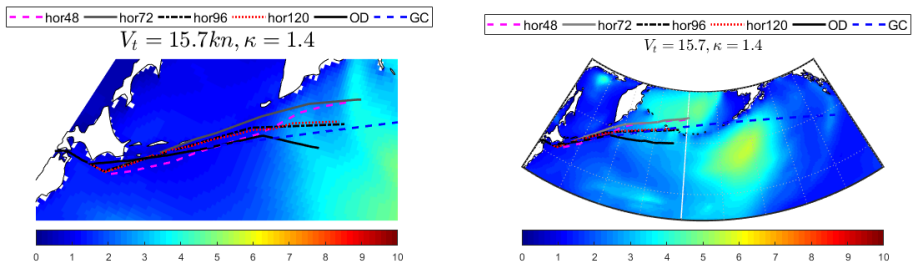 hor48 hor72 hor96 hor120 OD GC
V_t = 15.7kn, κ = 1.4
0 1 2 3 4 5 6 7 8 9 10
hor48 hor72 hor96 hor120 OD GC
V_t = 15.7, κ = 1.4
0 1 2 3 4 5 6 7 8 9 10